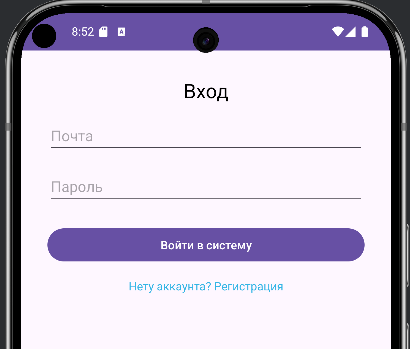 8:52
Вход
Почта
Пароль
Войти в систему
Нету аккаунта? Регистрация